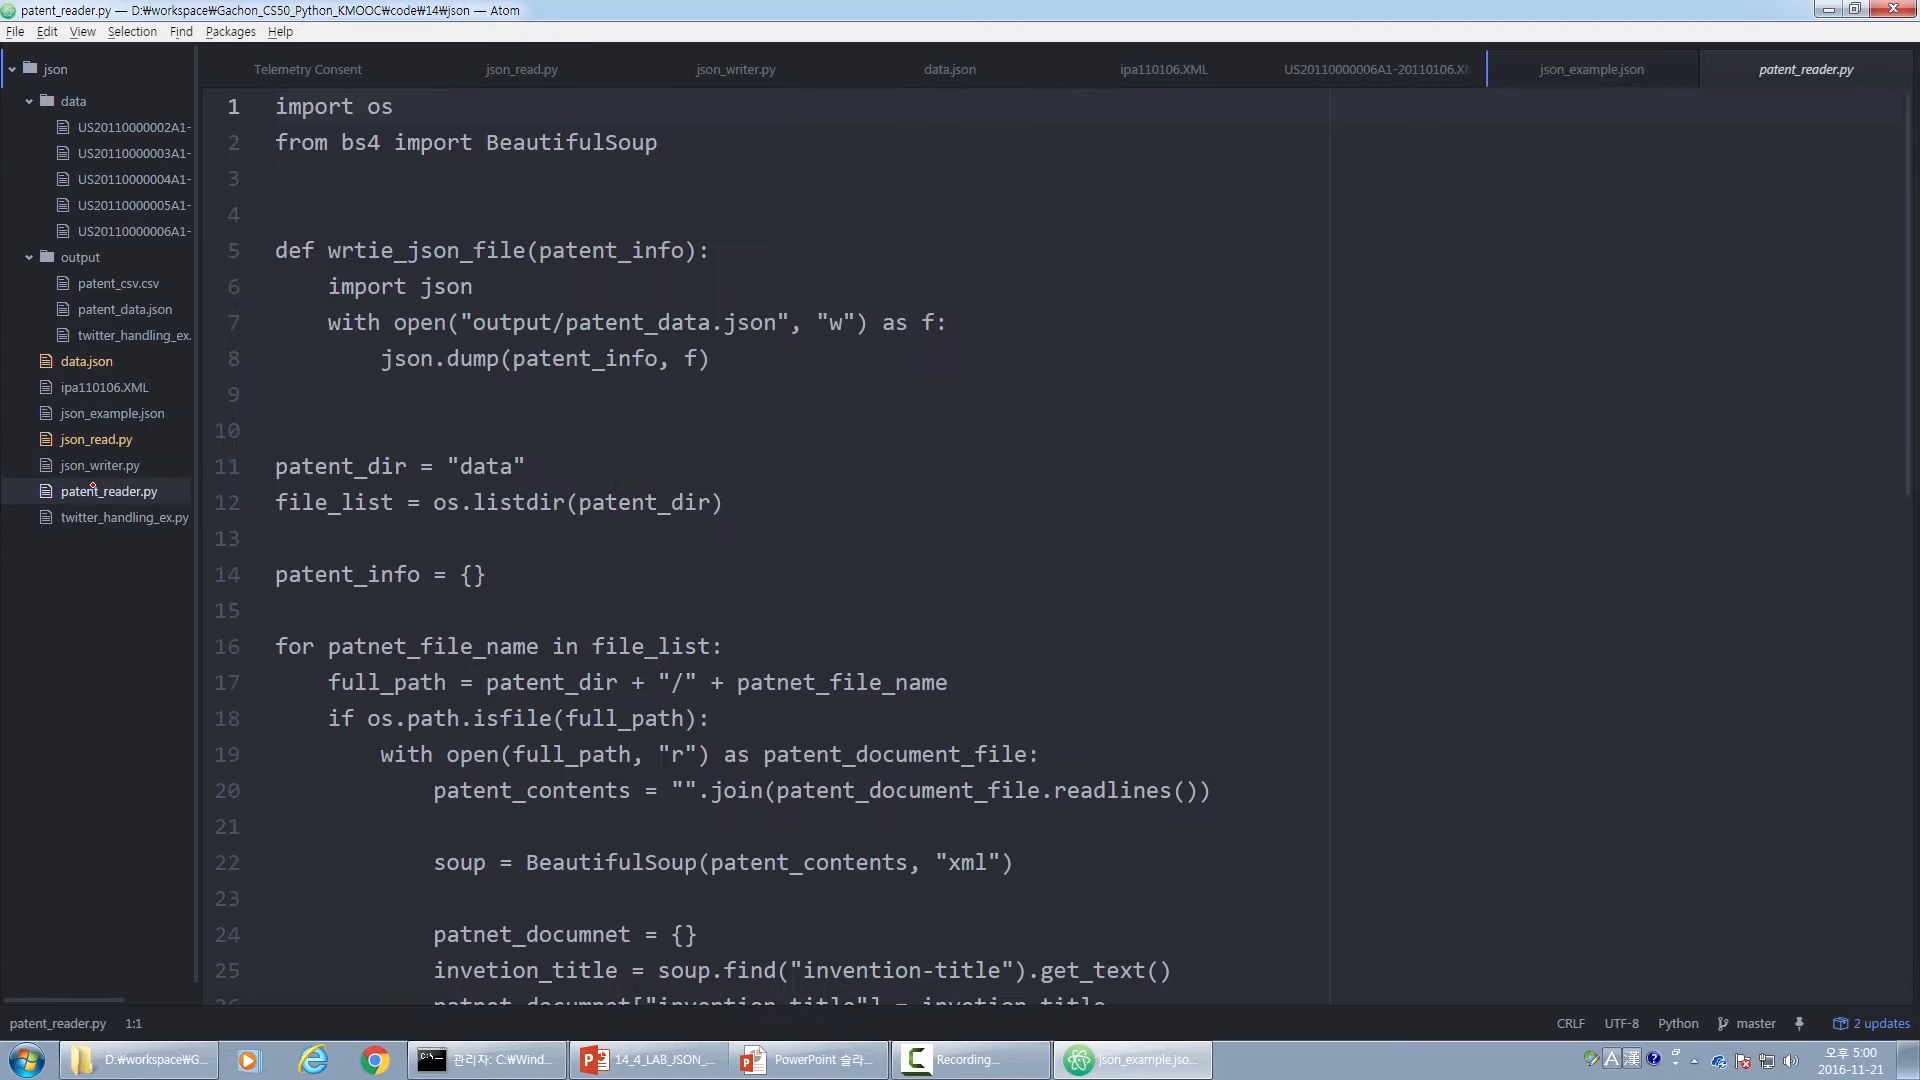 patent_reader.py — D:\workspace\Gachon_CS50_Python_KMOOC\code\14\json — Atom
File Edit View Selection Find Packages Help
json
data
US20110000002A1-
US20110000003A1-
US20110000004A1-
US20110000005A1-
US20110000006A1-
output
patent_csv.csv
patent_data.json
twitter_handling_ex.
data.json
ipa110106.XML
json_example.json
json_read.py
json_writer.py
patent_reader.py
twitter_handling_ex.py
Telemetry Consent json_read.py json_writer.py data.json ipa110106.XML US20110000006A1-20110106.XM json_example.json patent_reader.py
1 import os
2 from bs4 import BeautifulSoup
3
4
5 def wrtie_json_file(patent_info):
6 import json
7 with open("output/patent_data.json", "w") as f:
8 json.dump(patent_info, f)
9
10
11 patent_dir = "data"
12 file_list = os.listdir(patent_dir)
13
14 patent_info = {}
15
16 for patnet_file_name in file_list:
17 full_path = patent_dir + "/" + patnet_file_name
18 if os.path.isfile(full_path):
19 with open(full_path, "r") as patent_document_file:
20 patent_contents = "".join(patent_document_file.readlines())
21
22 soup = BeautifulSoup(patent_contents, "xml")
23
24 patnet_documnet = {}
25 invetion_title = soup.find("invention-title").get_text()
26 patnet_documnet["invention_title"] = invetion_title
patent_reader.py 1:1 CRLF UTF-8 Python master 2 updates
D:\workspace\G... 관리자: C:\Wind... 14_4_LAB_JSON_... PowerPoint 슬라... Recording... json_example.jso... A 漢 오후 5:00
2016-11-21